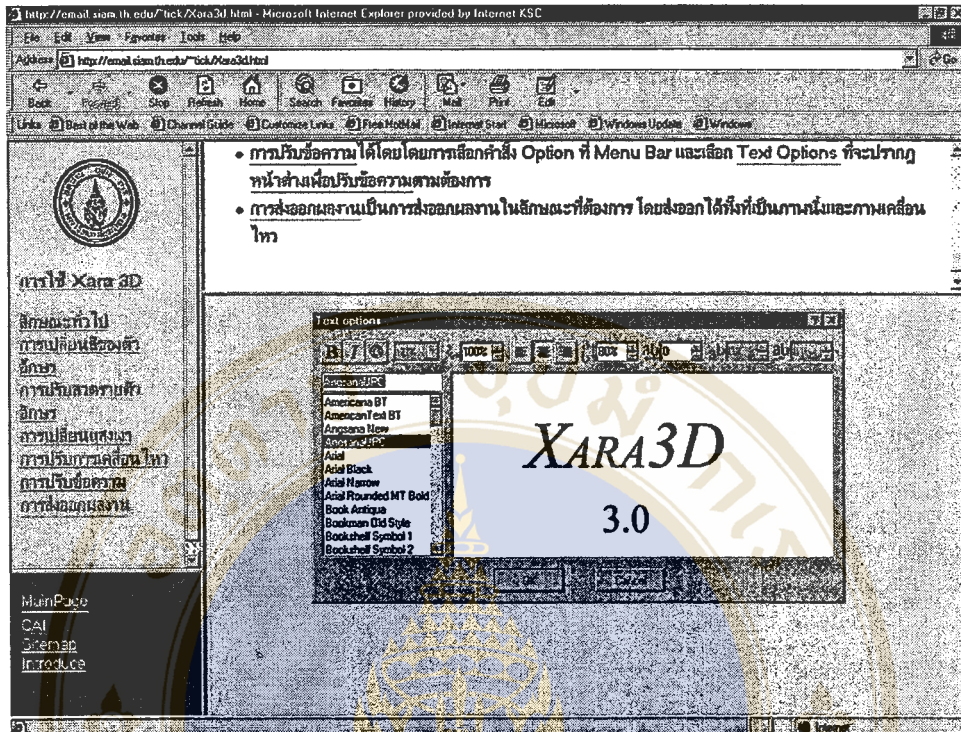 http://email.siam.th.edu/~tick/Xara3d.html - Microsoft Internet Explorer provided by Internet KSC
File Edit View Favorites Tools Help
Address http://email.siam.th.edu/~tick/Xara3d.html Go
Back Forward Stop Refresh Home Search Favorites History Mail Print Edit
Links Best of the Web Channel Guide Customize Links Free HotMail Internet Start Microsoft Windows Update Windows
• การปรับข้อความ ได้โดยโดยการเลือกคำสั่ง Option ที่ Menu Bar และเลือก Text Options ที่จะปรากฏ
หน้าต่างเพื่อปรับข้อความตามต้องการ
• การส่งออกผลงานเป็นการส่งออกผลงานในลักษณะที่ต้องการ โดยส่งออกได้ทั้งที่เป็นภาพนิ่งและภาพเคลื่อน
ไหว
การใช้ Xara 3D
ลักษณะทั่วไป
การเปลี่ยนสีของตัว
อักษร
การปรับลวดลายตัว
อักษร
การเปลี่ยนแสงเงา
การปรับการเคลื่อนไหว
การปรับข้อความ
การส่งออกผลงาน
MainPage
CAI
Sitemap
Introduce
Text options
B I 100% 80% 0
AngsanaUPC
Americana BT
AmericanText BT
Angsana New
AngsanaUPC
Arial
Arial Black
Arial Narrow
Arial Rounded MT Bold
Book Antiqua
Bookman Old Style
Bookshelf Symbol 1
Bookshelf Symbol 2
XARA3D
3.0
OK Cancel